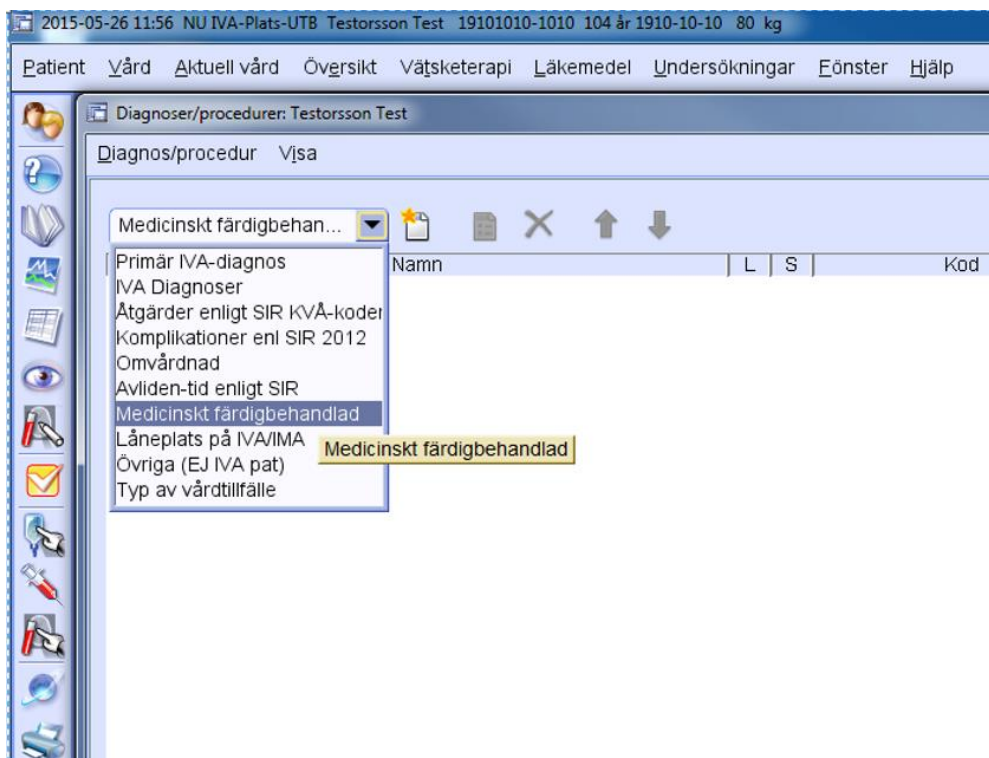 2015-05-26 11:56 NU IVA-Plats-UTB Testorsson Test 19101010-1010 104 år 1910-10-10 80 kg
Patient Vård Aktuell vård Översikt Vätsketerapi Läkemedel Undersökningar Fönster Hjälp
Diagnoser/procedurer: Testorsson Test
Diagnos/procedur Visa
Medicinskt färdigbehan...
Namn L S Kod
Primär IVA-diagnos
IVA Diagnoser
Åtgärder enligt SIR KVÅ-koder
Komplikationer enl SIR 2012
Omvårdnad
Avliden-tid enligt SIR
Medicinskt färdigbehandlad
Låneplats på IVA/IMA
Medicinskt färdigbehandlad
Övriga (EJ IVA pat)
Typ av vårdtillfälle